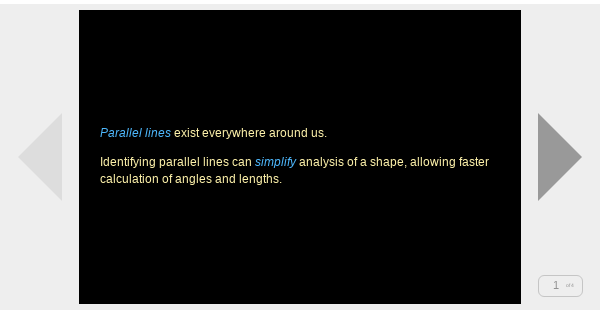 Parallel lines exist everywhere around us.
Identifying parallel lines can simplify analysis of a shape, allowing faster
calculation of angles and lengths.
1